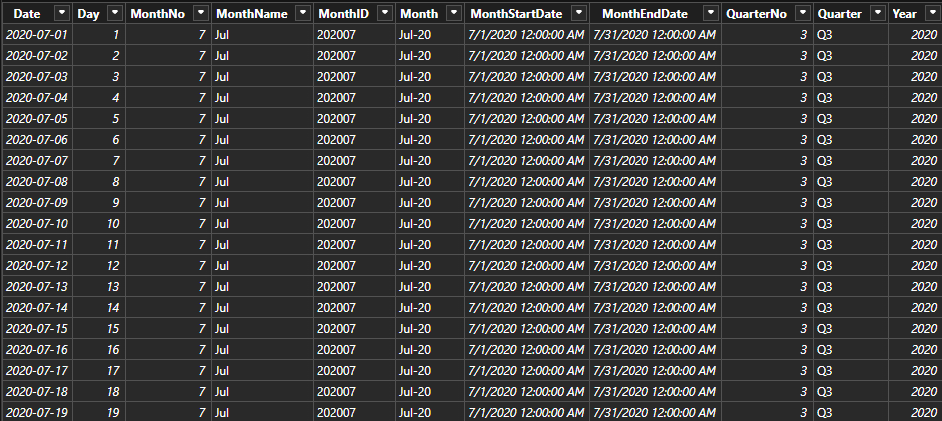 Date Day MonthNo MonthName MonthID Month MonthStartDate MonthEndDate QuarterNo Quarter Year
2020-07-01 1 7 Jul 202007 Jul-20 7/1/2020 12:00:00 AM 7/31/2020 12:00:00 AM 3 Q3 2020
2020-07-02 2 7 Jul 202007 Jul-20 7/1/2020 12:00:00 AM 7/31/2020 12:00:00 AM 3 Q3 2020
2020-07-03 3 7 Jul 202007 Jul-20 7/1/2020 12:00:00 AM 7/31/2020 12:00:00 AM 3 Q3 2020
2020-07-04 4 7 Jul 202007 Jul-20 7/1/2020 12:00:00 AM 7/31/2020 12:00:00 AM 3 Q3 2020
2020-07-05 5 7 Jul 202007 Jul-20 7/1/2020 12:00:00 AM 7/31/2020 12:00:00 AM 3 Q3 2020
2020-07-06 6 7 Jul 202007 Jul-20 7/1/2020 12:00:00 AM 7/31/2020 12:00:00 AM 3 Q3 2020
2020-07-07 7 7 Jul 202007 Jul-20 7/1/2020 12:00:00 AM 7/31/2020 12:00:00 AM 3 Q3 2020
2020-07-08 8 7 Jul 202007 Jul-20 7/1/2020 12:00:00 AM 7/31/2020 12:00:00 AM 3 Q3 2020
2020-07-09 9 7 Jul 202007 Jul-20 7/1/2020 12:00:00 AM 7/31/2020 12:00:00 AM 3 Q3 2020
2020-07-10 10 7 Jul 202007 Jul-20 7/1/2020 12:00:00 AM 7/31/2020 12:00:00 AM 3 Q3 2020
2020-07-11 11 7 Jul 202007 Jul-20 7/1/2020 12:00:00 AM 7/31/2020 12:00:00 AM 3 Q3 2020
2020-07-12 12 7 Jul 202007 Jul-20 7/1/2020 12:00:00 AM 7/31/2020 12:00:00 AM 3 Q3 2020
2020-07-13 13 7 Jul 202007 Jul-20 7/1/2020 12:00:00 AM 7/31/2020 12:00:00 AM 3 Q3 2020
2020-07-14 14 7 Jul 202007 Jul-20 7/1/2020 12:00:00 AM 7/31/2020 12:00:00 AM 3 Q3 2020
2020-07-15 15 7 Jul 202007 Jul-20 7/1/2020 12:00:00 AM 7/31/2020 12:00:00 AM 3 Q3 2020
2020-07-16 16 7 Jul 202007 Jul-20 7/1/2020 12:00:00 AM 7/31/2020 12:00:00 AM 3 Q3 2020
2020-07-17 17 7 Jul 202007 Jul-20 7/1/2020 12:00:00 AM 7/31/2020 12:00:00 AM 3 Q3 2020
2020-07-18 18 7 Jul 202007 Jul-20 7/1/2020 12:00:00 AM 7/31/2020 12:00:00 AM 3 Q3 2020
2020-07-19 19 7 Jul 202007 Jul-20 7/1/2020 12:00:00 AM 7/31/2020 12:00:00 AM 3 Q3 2020